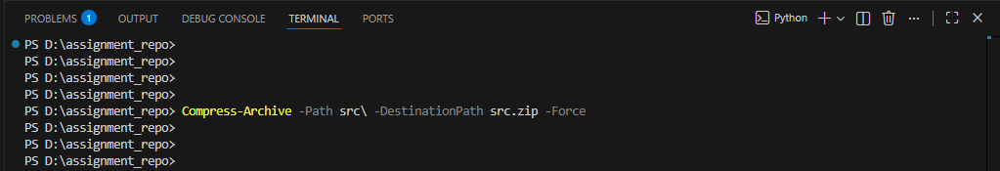 PROBLEMS 1 OUTPUT DEBUG CONSOLE TERMINAL PORTS Python
PS D:\assignment_repo>
PS D:\assignment_repo>
PS D:\assignment_repo>
PS D:\assignment_repo>
PS D:\assignment_repo> Compress-Archive -Path src\ -DestinationPath src.zip -Force
PS D:\assignment_repo>
PS D:\assignment_repo>
PS D:\assignment_repo>